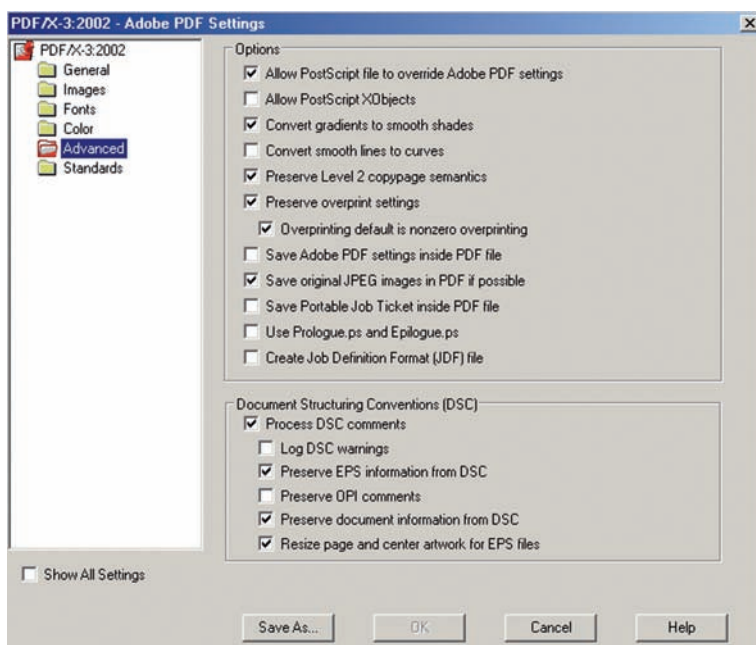 PDF/X-3:2002 - Adobe PDF Settings
PDF/X-3:2002
General
Images
Fonts
Color
Advanced
Standards
Options
Allow PostScript file to override Adobe PDF settings
Allow PostScript XObjects
Convert gradients to smooth shades
Convert smooth lines to curves
Preserve Level 2 copypage semantics
Preserve overprint settings
Overprinting default is nonzero overprinting
Save Adobe PDF settings inside PDF file
Save original JPEG images in PDF if possible
Save Portable Job Ticket inside PDF file
Use Prologue.ps and Epilogue.ps
Create Job Definition Format (JDF) file
Document Structuring Conventions (DSC)
Process DSC comments
Log DSC warnings
Preserve EPS information from DSC
Preserve OPI comments
Preserve document information from DSC
Resize page and center artwork for EPS files
Show All Settings
Save As... OK Cancel Help